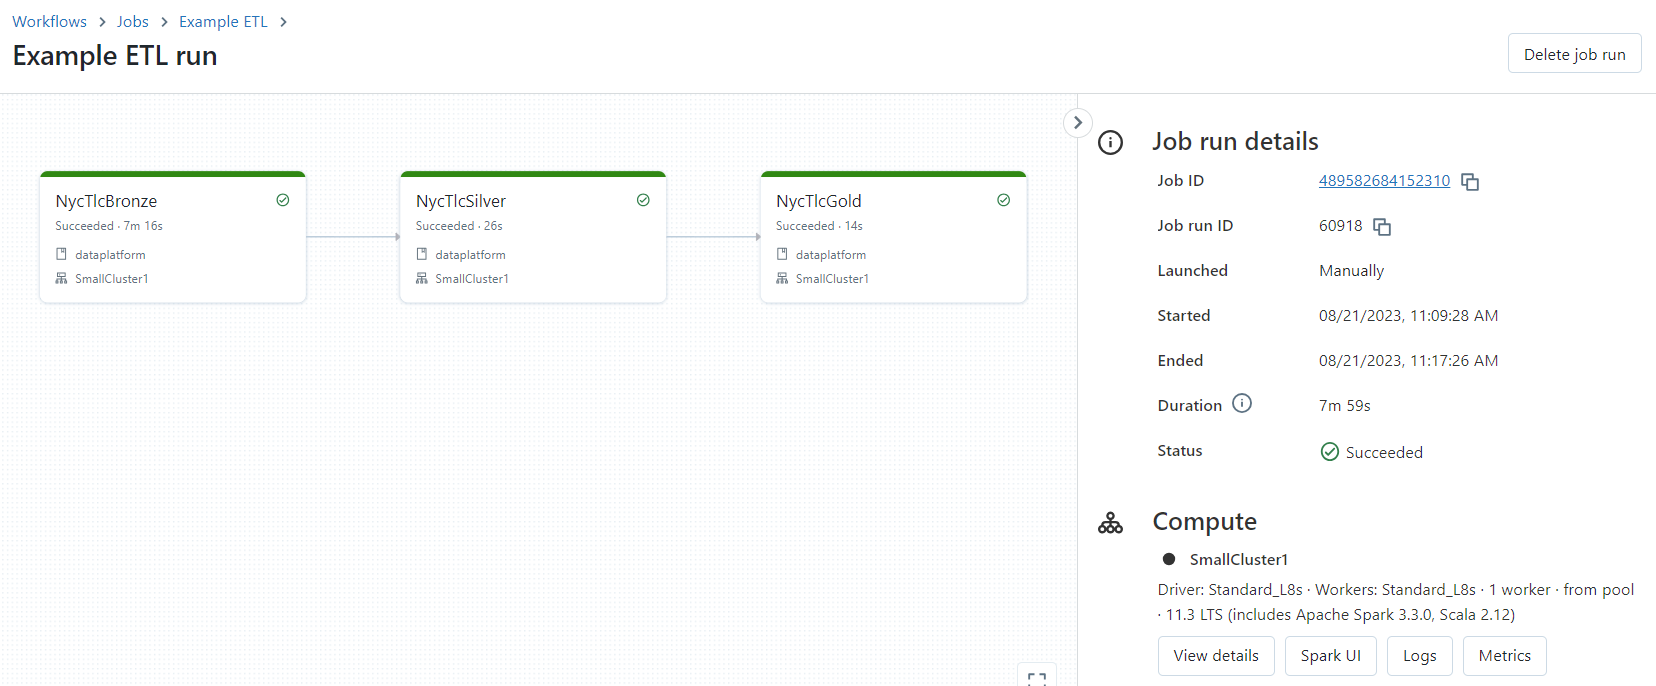 Workflows > Jobs > Example ETL >
Example ETL run
Delete job run
NycTlcBronze
Succeeded · 7m 16s
dataplatform
SmallCluster1
NycTlcSilver
Succeeded · 26s
dataplatform
SmallCluster1
NycTlcGold
Succeeded · 14s
dataplatform
SmallCluster1
Job run details
Job ID 489582684152310
Job run ID 60918
Launched Manually
Started 08/21/2023, 11:09:28 AM
Ended 08/21/2023, 11:17:26 AM
Duration 7m 59s
Status Succeeded
Compute
SmallCluster1
Driver: Standard_L8s · Workers: Standard_L8s · 1 worker · from pool
· 11.3 LTS (includes Apache Spark 3.3.0, Scala 2.12)
View details Spark UI Logs Metrics